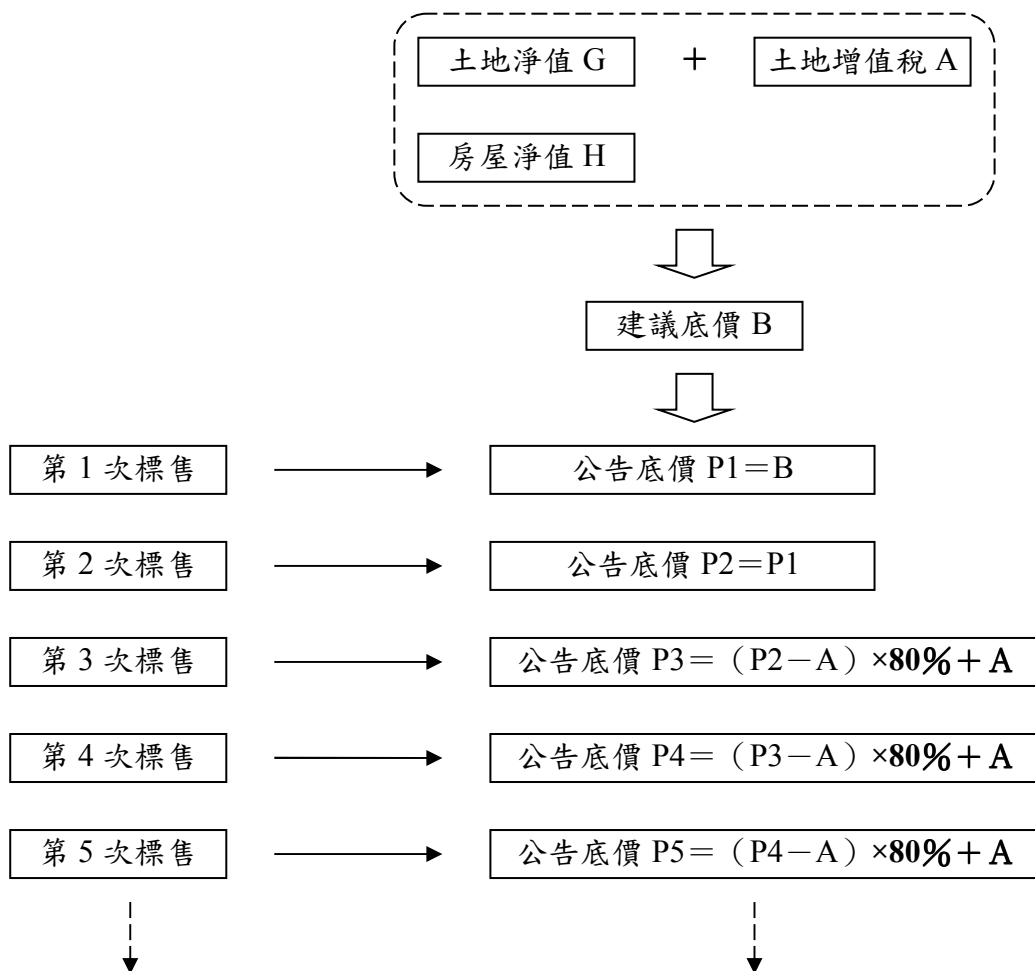 土地淨值 G ＋ 土地增值稅 A
房屋淨值 H
建議底價 B
第 1 次標售 公告底價 P1＝B
第 2 次標售 公告底價 P2＝P1
第 3 次標售 公告底價 P3＝（P2－A）×80％＋A
第 4 次標售 公告底價 P4＝（P3－A）×80％＋A
第 5 次標售 公告底價 P5＝（P4－A）×80％＋A